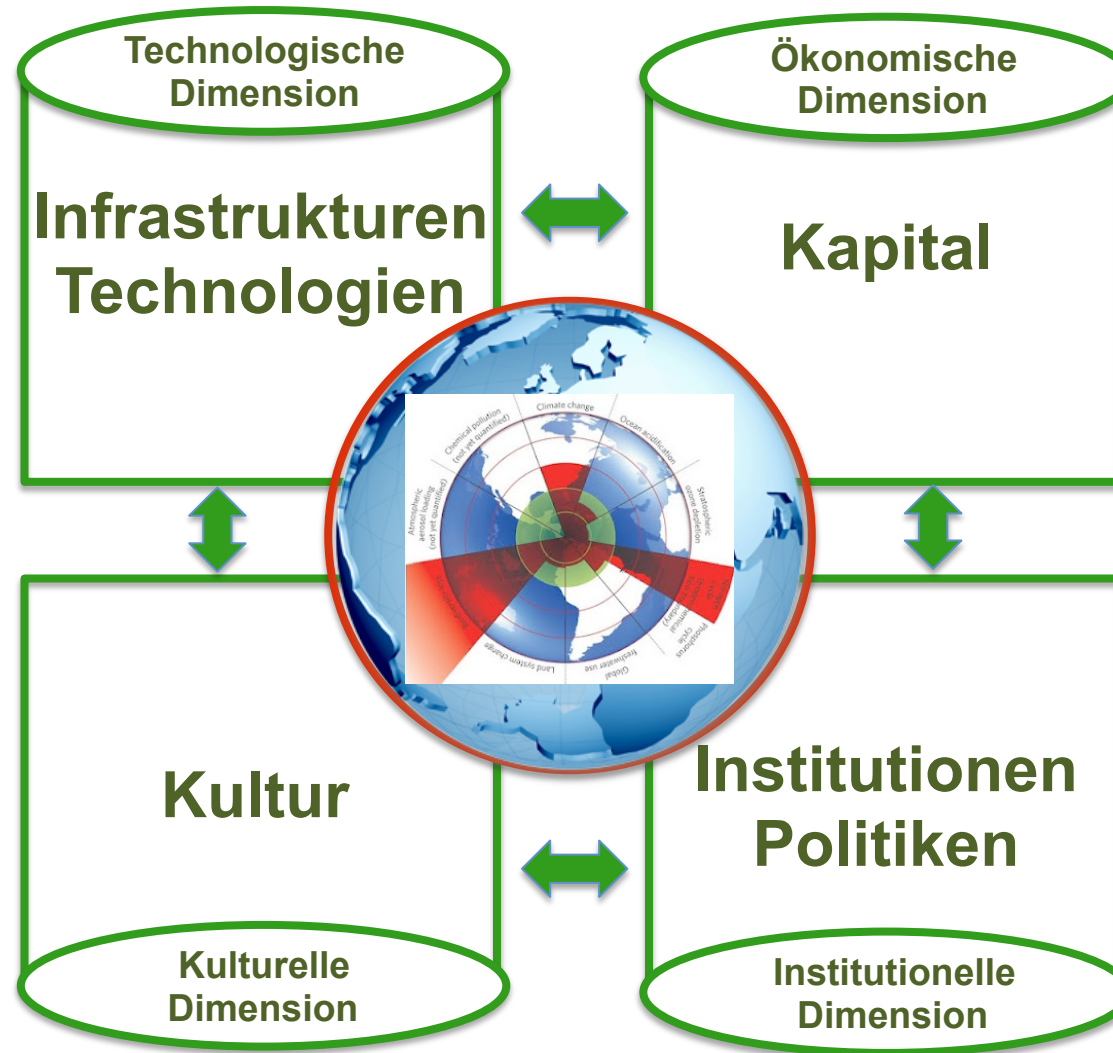 Technologische
Dimension
Ökonomische
Dimension
Infrastrukturen
Technologien
Kapital
Climate change
Ocean acidification
Stratospheric
ozone depletion
Phosphorus
cycle
Global
freshwater use
Land system change
Atmospheric
aerosol loading
(not yet quantified)
Chemical pollution
(not yet quantified)
Kultur
Institutionen
Politiken
Kulturelle
Dimension
Institutionelle
Dimension